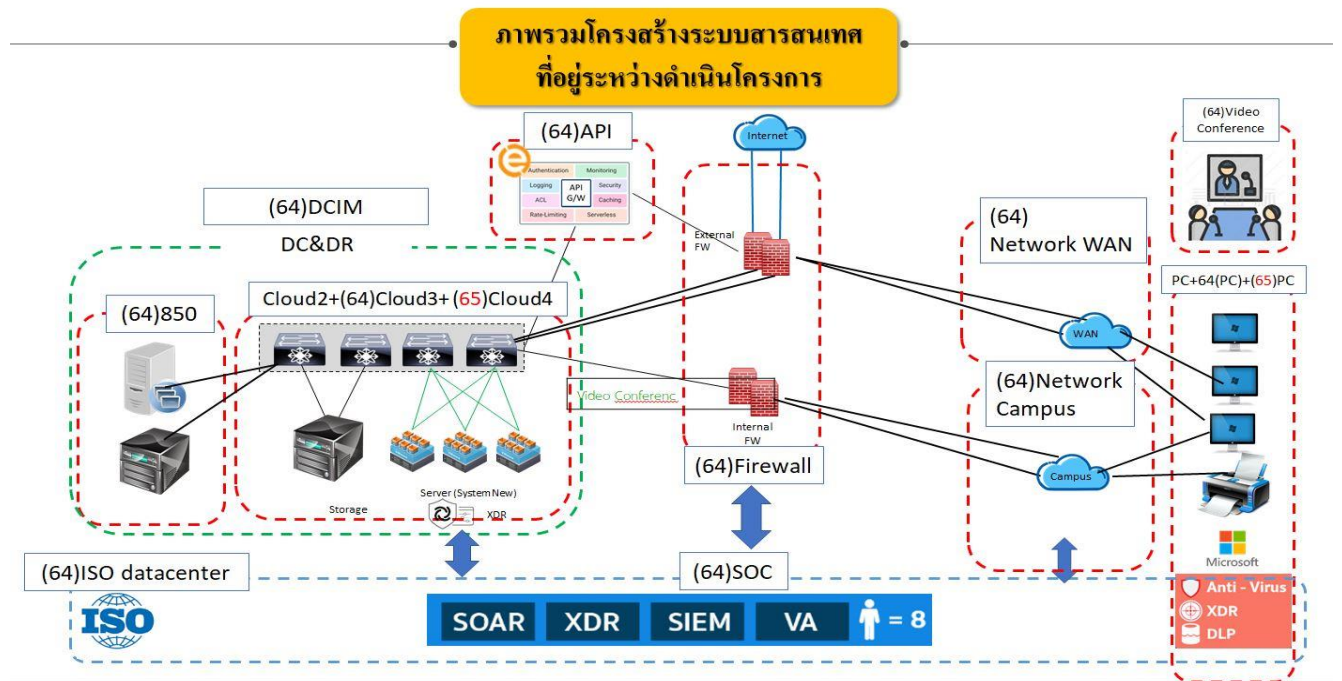 ภาพรวมโครงสร้างระบบสารสนเทศ
ที่อยู่ระหว่างดำเนินโครงการ
(64)API
Authentication
Monitoring
Logging
API
G/W
Security
ACL
Caching
Rate-Limiting
Serverless
Internet
(64)Video
Conference
(64)DCIM
DC&DR
External
FW
(64)
Network WAN
Cloud2+(64)Cloud3+(65)Cloud4
(64)850
PC+64(PC)+(65)PC
WAN
(64)Network
Campus
Video Conferenc
Internal
FW
(64)Firewall
Campus
Storage
Server (System New)
XDR
Microsoft
(64)ISO datacenter
(64)SOC
ISO
SOAR
XDR
SIEM
VA
= 8
Anti - Virus
XDR
DLP